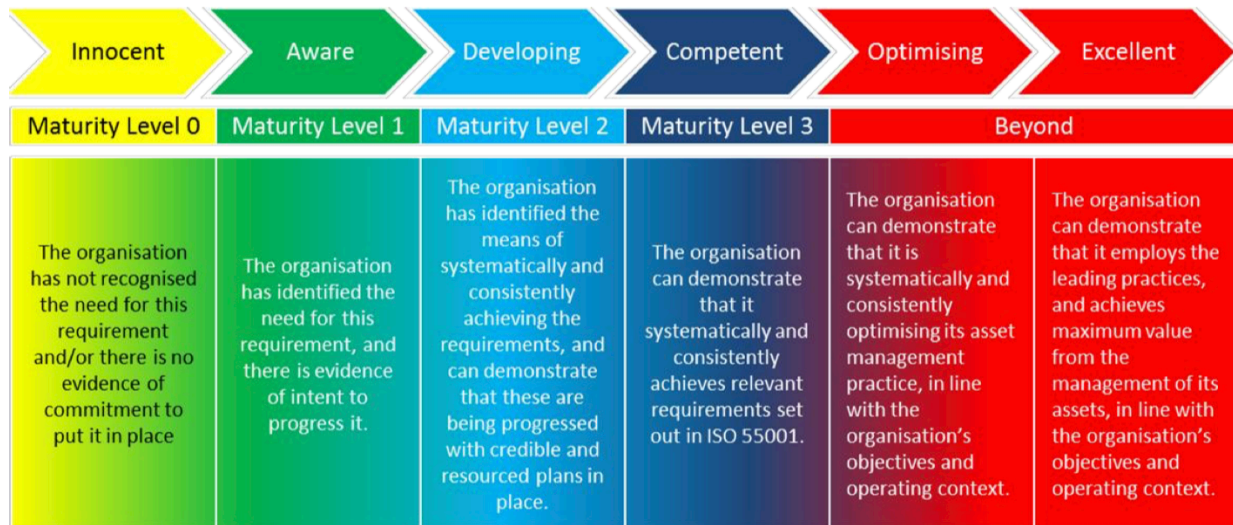 Innocent
Aware
Developing
Competent
Optimising
Excellent
Maturity Level 0
Maturity Level 1
Maturity Level 2
Maturity Level 3
Beyond
The organisation
has not recognised
the need for this
requirement
and/or there is no
evidence of
commitment to
put it in place
The organisation
has identified the
need for this
requirement, and
there is evidence
of intent to
progress it.
The organisation
has identified the
means of
systematically and
consistently
achieving the
requirements, and
can demonstrate
that these are
being progressed
with credible and
resourced plans in
place.
The organisation
can demonstrate
that it
systematically and
consistently
achieves relevant
requirements set
out in ISO 55001.
The organisation
can demonstrate
that it is
systematically and
consistently
optimising its asset
management
practice, in line
with the
organisation's
objectives and
operating context.
The organisation
can demonstrate
that it employs the
leading practices,
and achieves
maximum value
from the
management of its
assets, in line with
the organisation's
objectives and
operating context.